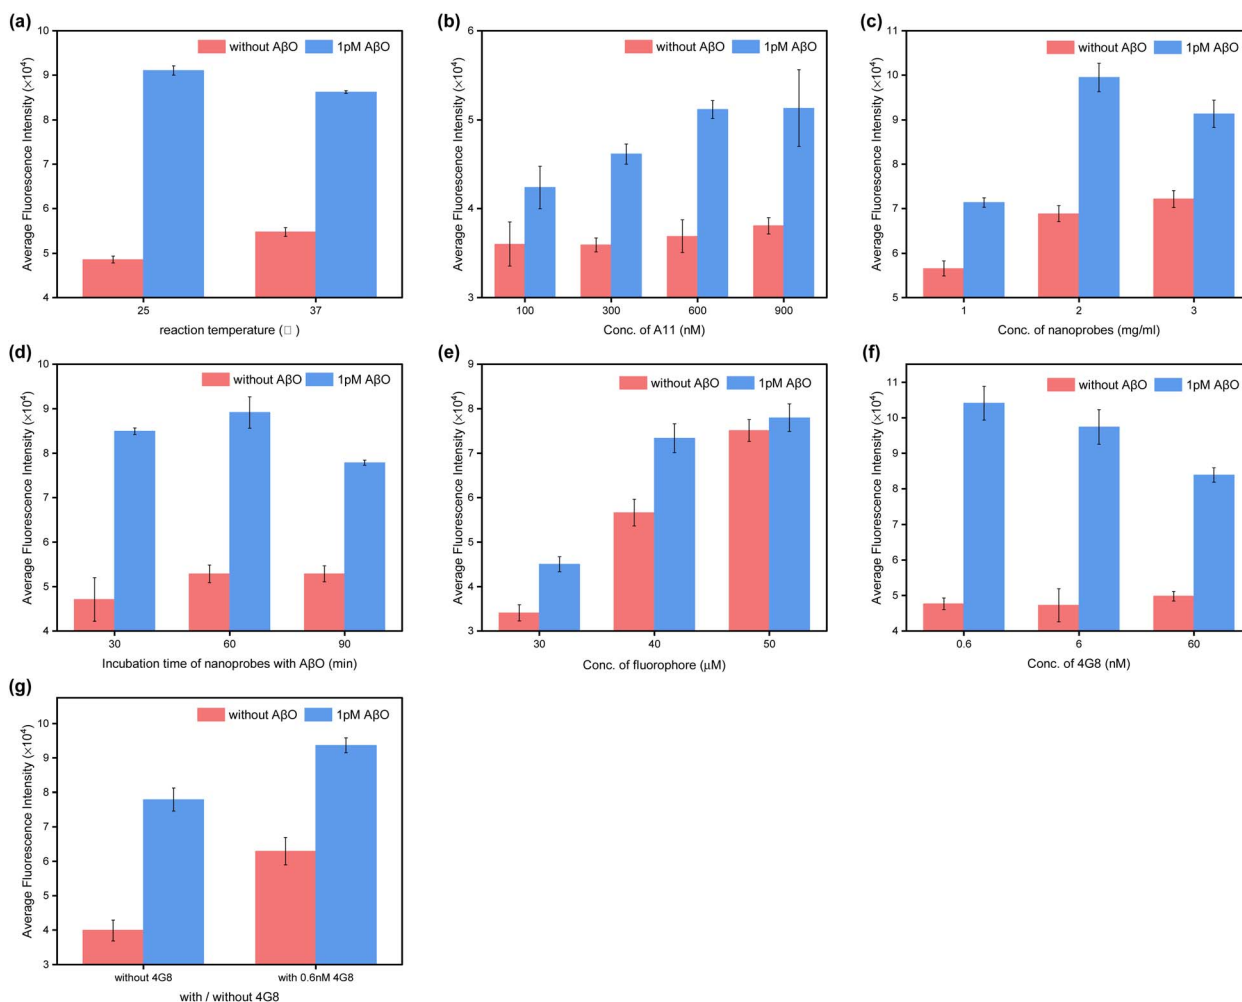 (a)
without AβO 1pM AβO
Average Fluorescence Intensity (×10⁴)
10
9
8
7
6
5
4
25 37
reaction temperature (□)
(b)
without AβO 1pM AβO
Average Fluorescence Intensity (×10⁴)
6
5
4
3
100 300 600 900
Conc. of A11 (nM)
(c)
without AβO 1pM AβO
Average Fluorescence Intensity (×10⁴)
11
10
9
8
7
6
5
1 2 3
Conc. of nanoprobes (mg/ml)
(d)
without AβO 1pM AβO
Average Fluorescence Intensity (×10⁴)
10
9
8
7
6
5
4
30 60 90
Incubation time of nanoprobes with AβO (min)
(e)
without AβO 1pM AβO
Average Fluorescence Intensity (×10⁴)
9
8
7
6
5
4
3
30 40 50
Conc. of fluorophore (μM)
(f)
without AβO 1pM AβO
Average Fluorescence Intensity (×10⁴)
11
10
9
8
7
6
5
4
0.6 6 60
Conc. of 4G8 (nM)
(g)
without AβO 1pM AβO
Average Fluorescence Intensity (×10⁴)
10
9
8
7
6
5
4
3
without 4G8 with 0.6nM 4G8
with / without 4G8